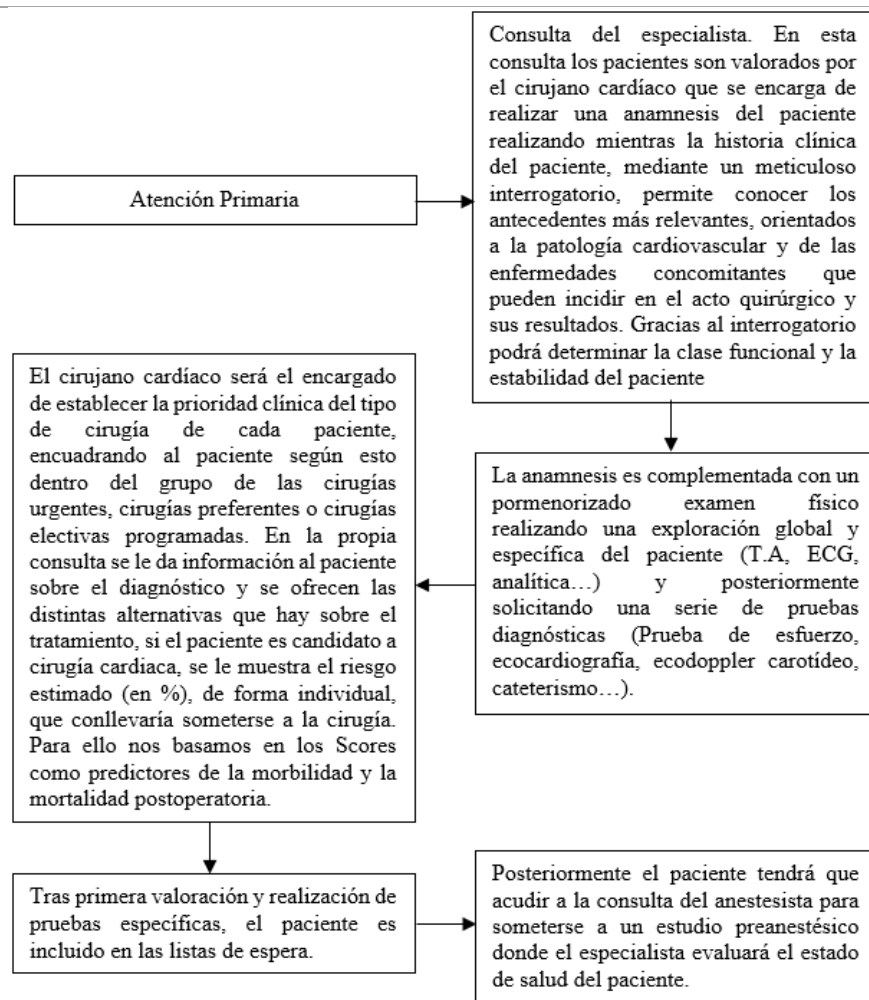 Atención Primaria
Consulta del especialista. En esta
consulta los pacientes son valorados por
el cirujano cardíaco que se encarga de
realizar una anamnesis del paciente
realizando mientras la historia clínica
del paciente, mediante un meticuloso
interrogatorio, permite conocer los
antecedentes más relevantes, orientados
a la patología cardiovascular y de las
enfermedades concomitantes que
pueden incidir en el acto quirúrgico y
sus resultados. Gracias al interrogatorio
podrá determinar la clase funcional y la
estabilidad del paciente
La anamnesis es complementada con un
pormenorizado examen físico
realizando una exploración global y
específica del paciente (T.A, ECG,
analítica…) y posteriormente
solicitando una serie de pruebas
diagnósticas (Prueba de esfuerzo,
ecocardiografía, ecodoppler carotídeo,
cateterismo…).
El cirujano cardíaco será el encargado
de establecer la prioridad clínica del tipo
de cirugía de cada paciente,
encuadrando al paciente según esto
dentro del grupo de las cirugías
urgentes, cirugías preferentes o cirugías
electivas programadas. En la propia
consulta se le da información al paciente
sobre el diagnóstico y se ofrecen las
distintas alternativas que hay sobre el
tratamiento, si el paciente es candidato a
cirugía cardiaca, se le muestra el riesgo
estimado (en %), de forma individual,
que conllevaría someterse a la cirugía.
Para ello nos basamos en los Scores
como predictores de la morbilidad y la
mortalidad postoperatoria.
Tras primera valoración y realización de
pruebas específicas, el paciente es
incluido en las listas de espera.
Posteriormente el paciente tendrá que
acudir a la consulta del anestesista para
someterse a un estudio preanestésico
donde el especialista evaluará el estado
de salud del paciente.